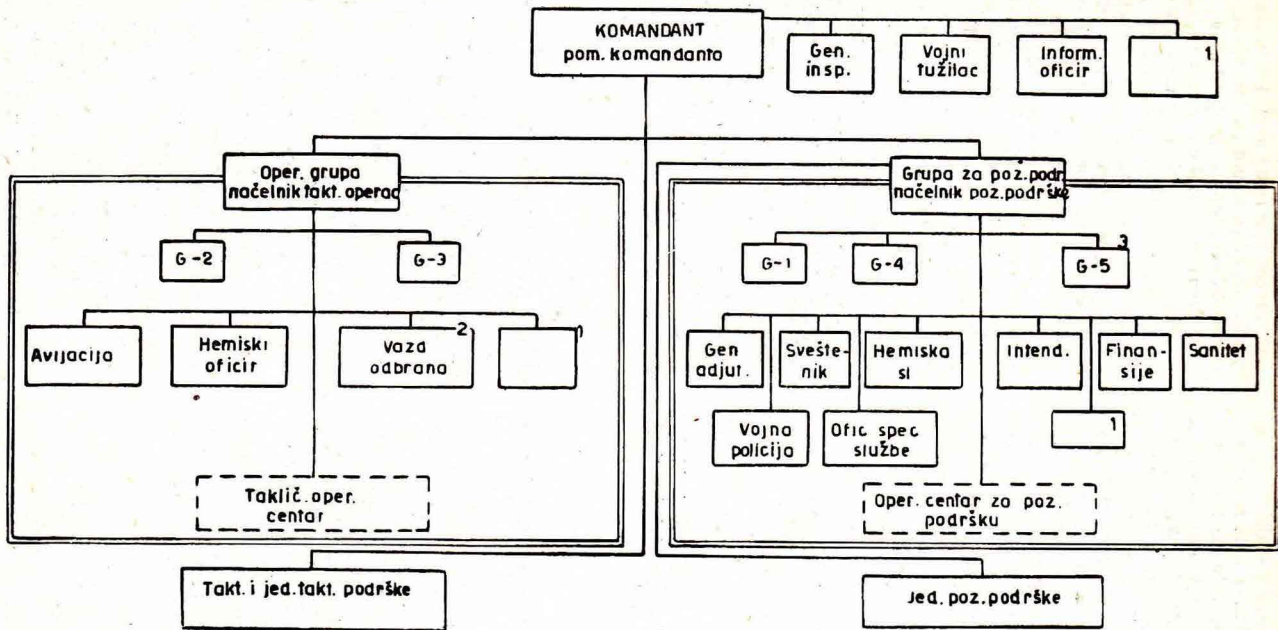 KOMANDANT
pom. komandanta
Gen.
insp.
Vojni
tužilac
Inform.
oficir
1
Oper. grupa
načelnik takt. operac
Grupa za poz. podr.
načelnik poz. podrške
G-2
G-3
G-1
G-4
3
G-5
Avijacija
Hemiski
oficir
2
Vazd
odbrana
1
Gen
adjut.
Svešte-
nik
Hemiska
sl
Intend.
Finan-
sije
Sanitet
Vojna
policija
Ofic spec
službe
1
Taklič. oper.
centar
Oper. centar za poz.
podršku
Takt. i jed. takt. podrške
Jed. poz. podrške